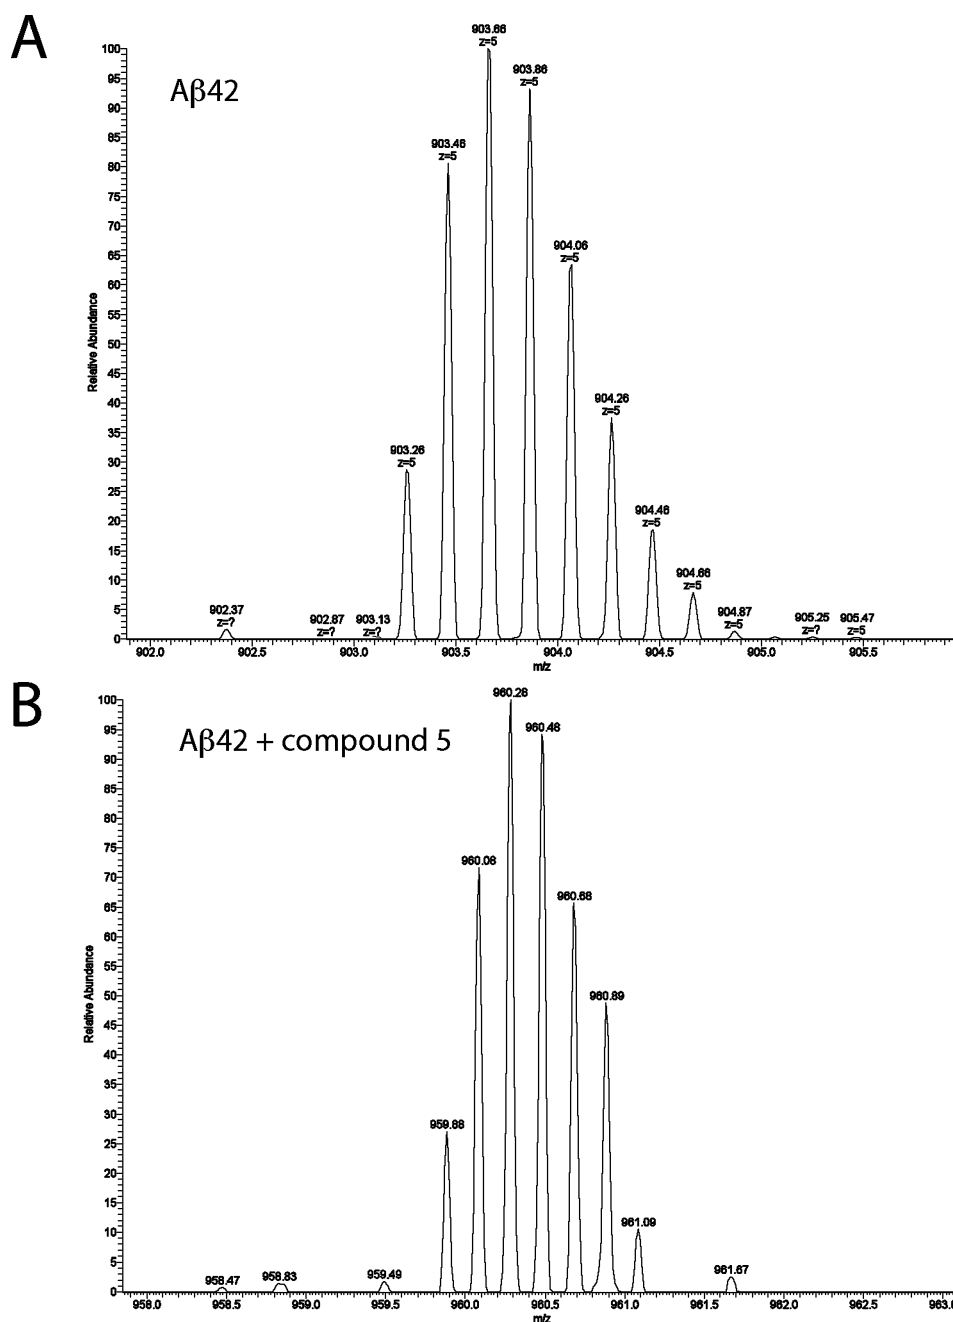 A
Aβ42
903.66
z=5
903.86
z=5
903.46
z=5
904.06
z=5
904.26
z=5
903.26
z=5
904.46
z=5
904.66
z=5
902.37
z=?
902.87
z=?
903.13
z=?
904.87
z=5
905.25
z=?
905.47
z=5
100
95
90
85
80
75
70
65
60
55
50
45
40
35
30
25
20
15
10
5
0
Relative Abundance
902.0 902.5 903.0 903.5 904.0 904.5 905.0 905.5
m/z
B
Aβ42 + compound 5
960.28
960.48
960.08
960.68
960.89
959.88
961.09
958.47
958.83
959.49
961.67
100
95
90
85
80
75
70
65
60
55
50
45
40
35
30
25
20
15
10
5
0
Relative Abundance
958.0 958.5 959.0 959.5 960.0 960.5 961.0 961.5 962.0 962.5 963.0
m/z